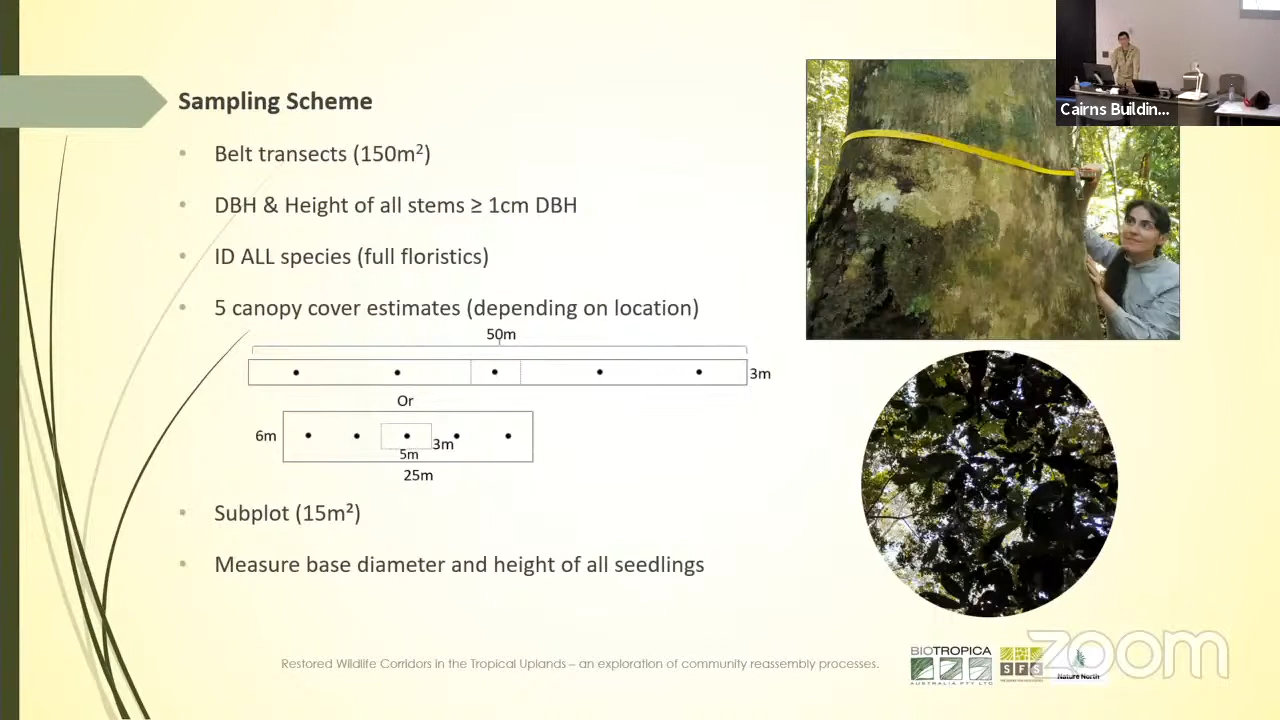 Cairns Buildin...
Sampling Scheme
• Belt transects (150m²)
• DBH & Height of all stems ≥ 1cm DBH
• ID ALL species (full floristics)
• 5 canopy cover estimates (depending on location)
50m
3m
Or
6m
3m
5m
25m
• Subplot (15m²)
• Measure base diameter and height of all seedlings
Restored Wildlife Corridors in the Tropical Uplands – an exploration of community reassembly processes.
BIOTROPICA
AUSTRALIA PTY LTD
SFS
Nature North
zoom